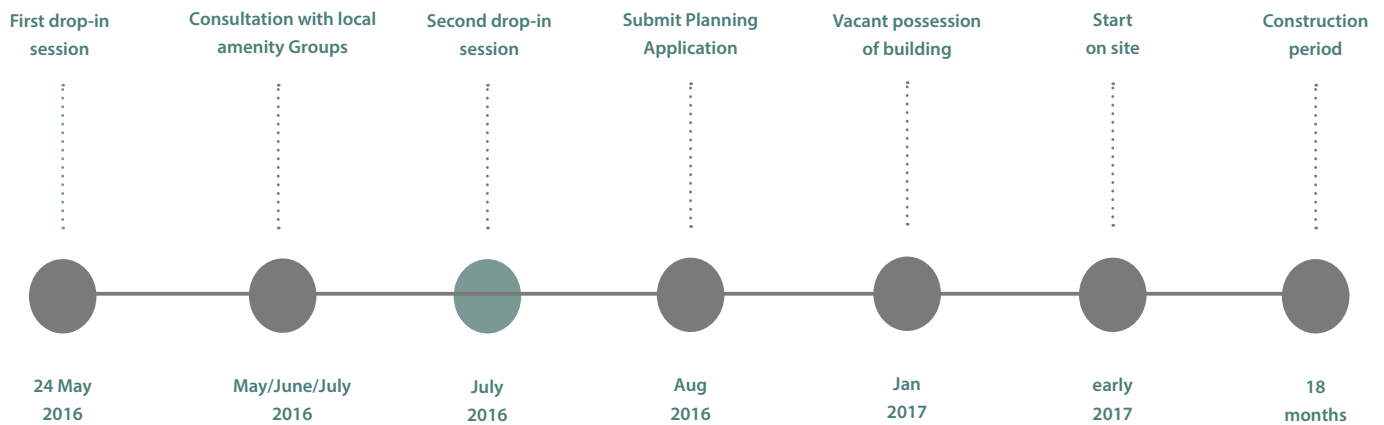 First drop-in
session
Consultation with local
amenity Groups
Second drop-in
session
Submit Planning
Application
Vacant possession
of building
Start
on site
Construction
period
24 May
2016
May/June/July
2016
July
2016
Aug
2016
Jan
2017
early
2017
18
months